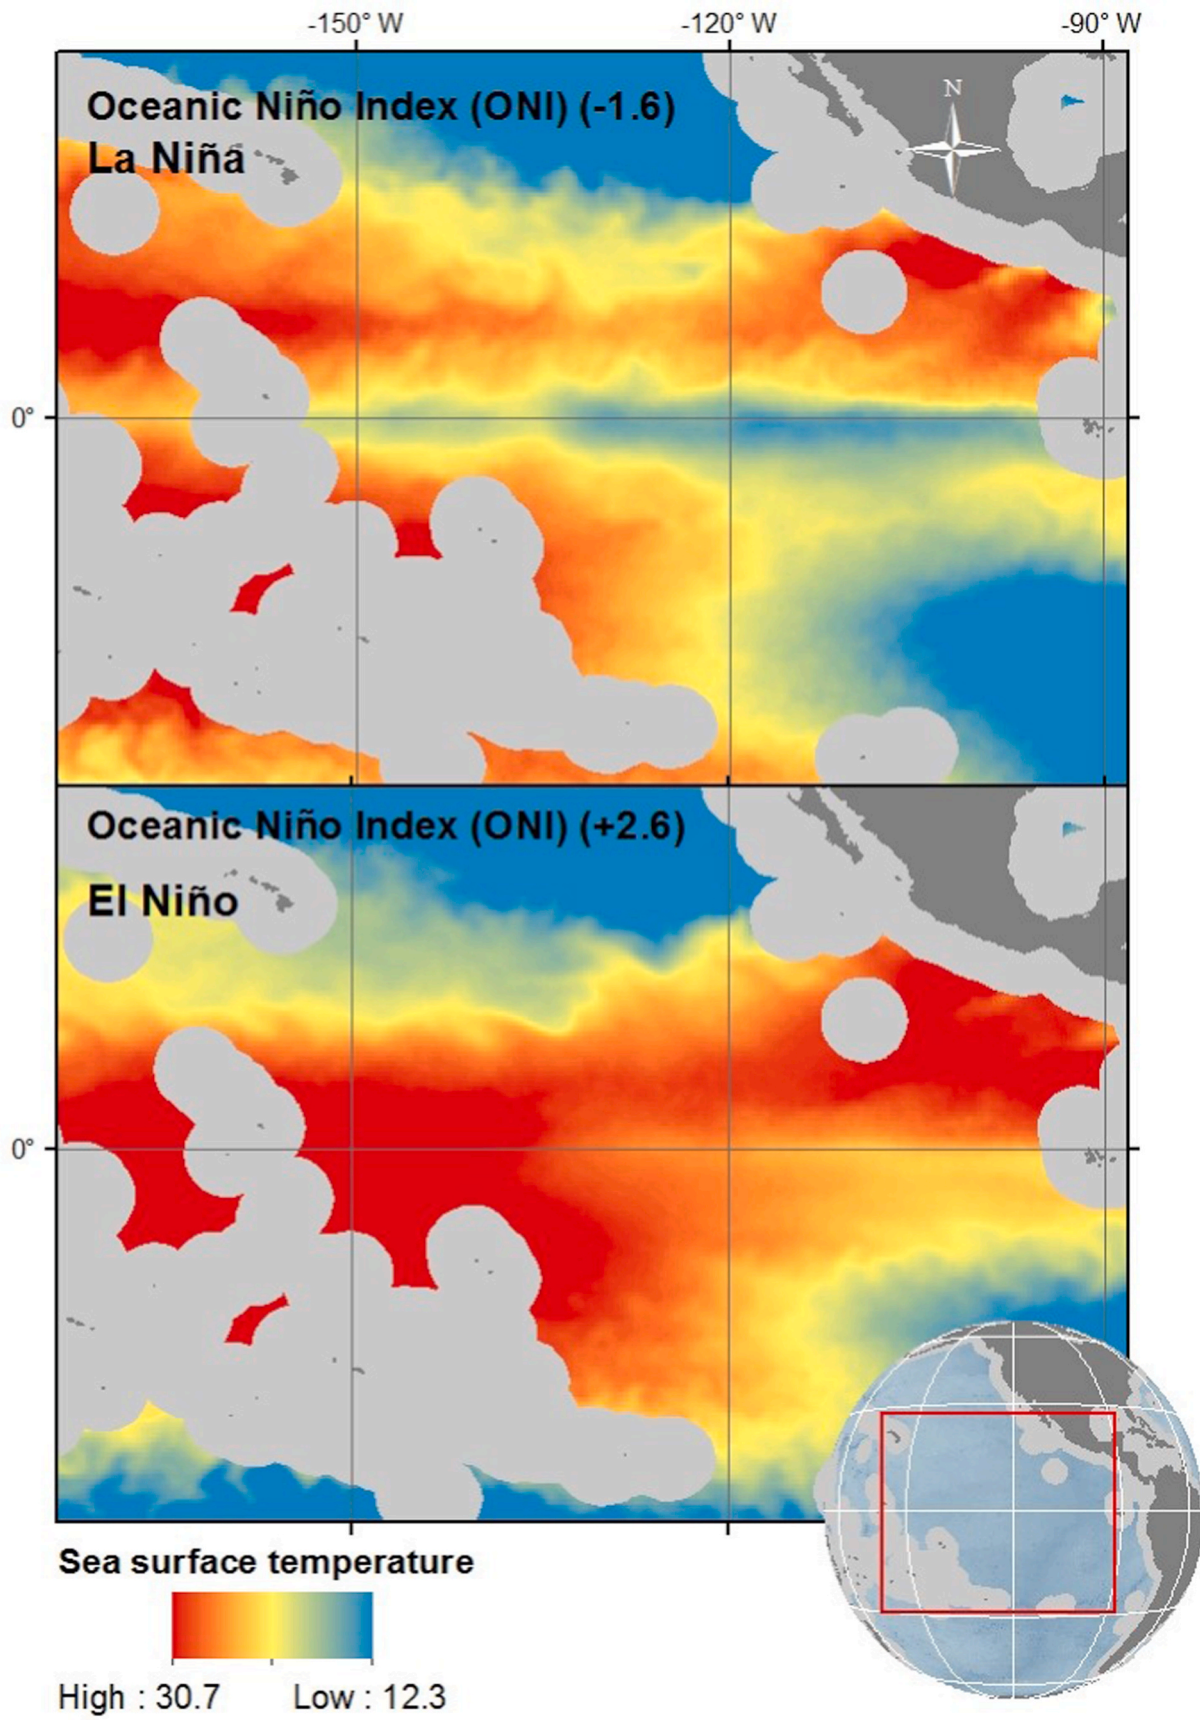 -150° W
-120° W
-90° W
Oceanic Niño Index (ONI) (-1.6)
La Niña
N
0°
Oceanic Niño Index (ONI) (+2.6)
El Niño
0°
Sea surface temperature
High : 30.7
Low : 12.3